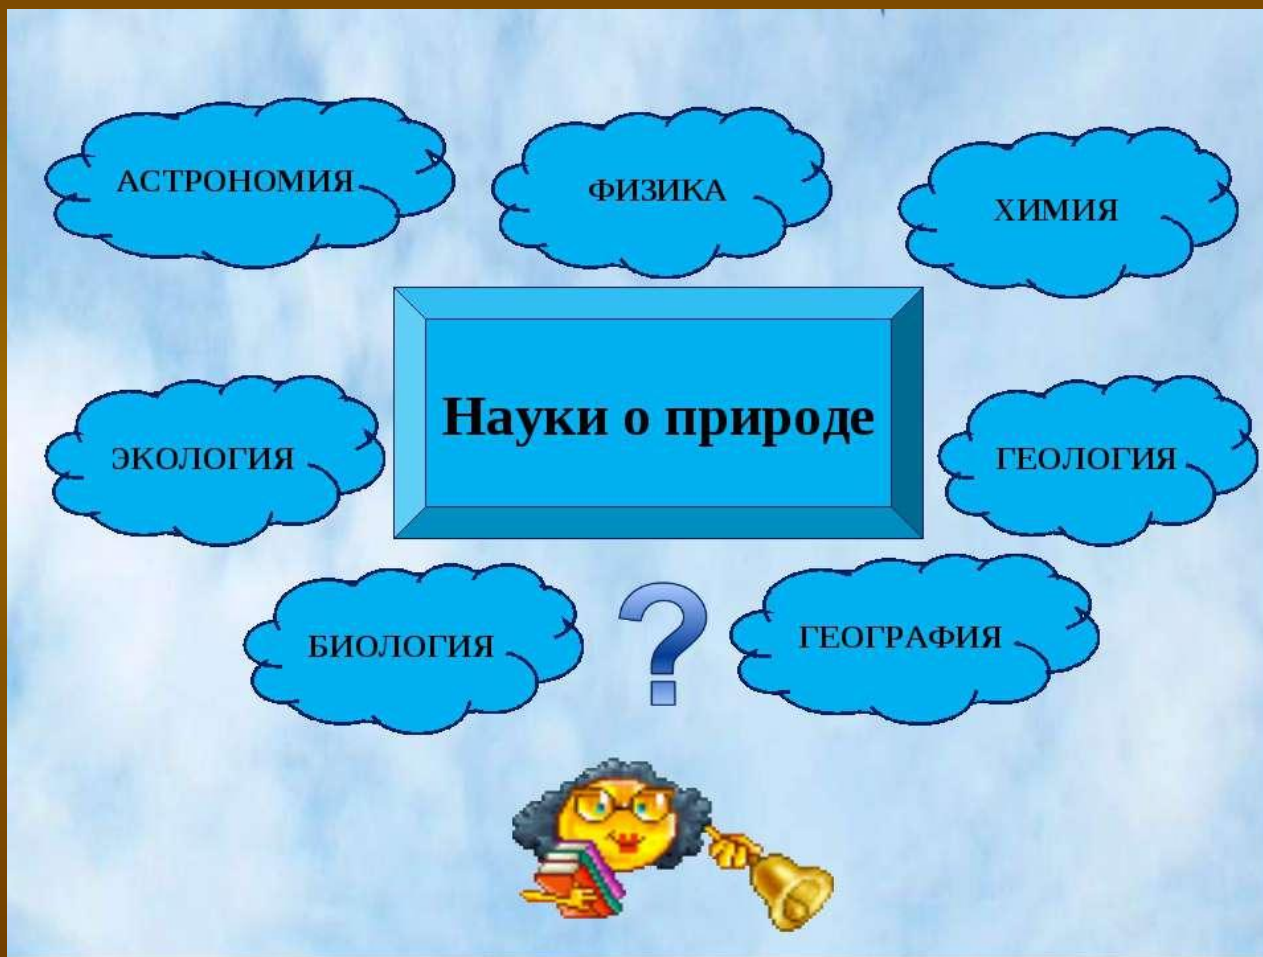 АСТРОНОМИЯ
ФИЗИКА
ХИМИЯ
Науки о природе
ЭКОЛОГИЯ
ГЕОЛОГИЯ
БИОЛОГИЯ
?
ГЕОГРАФИЯ